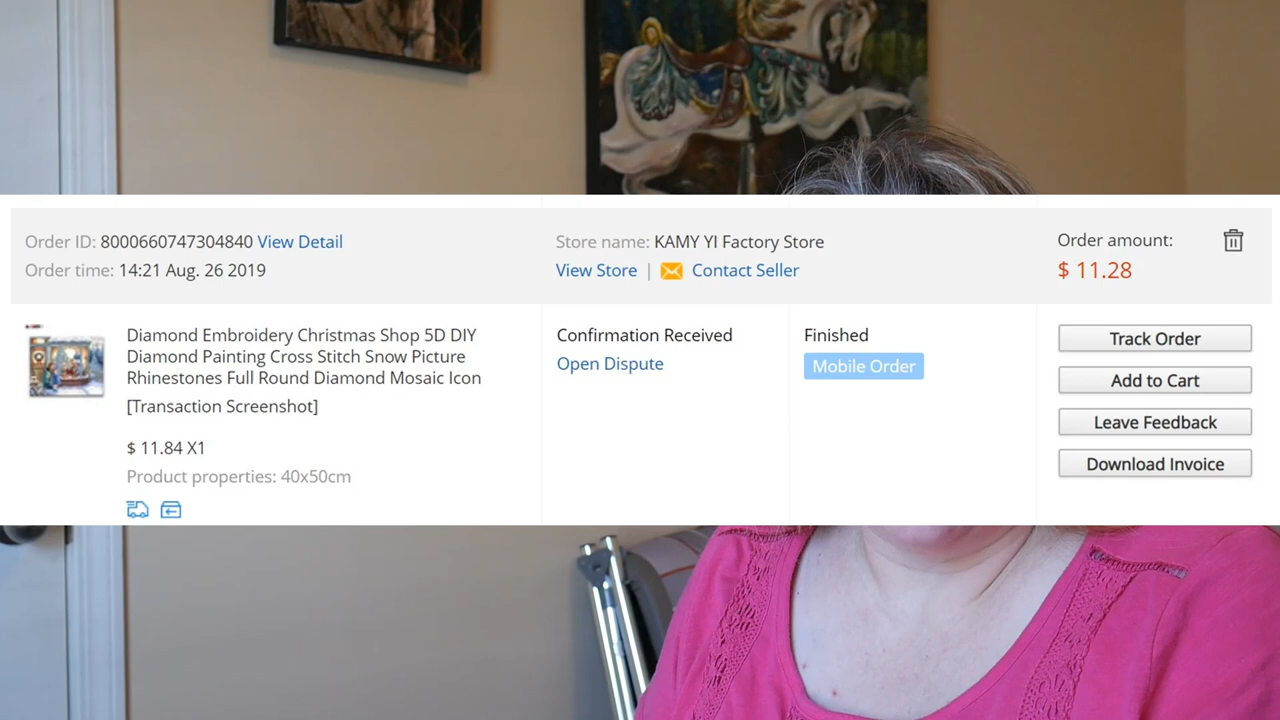 Order ID: 8000660747304840 View Detail
Store name: KAMY YI Factory Store
Order amount:
Order time: 14:21 Aug. 26 2019
View Store | Contact Seller
$ 11.28
Diamond Embroidery Christmas Shop 5D DIY
Diamond Painting Cross Stitch Snow Picture
Rhinestones Full Round Diamond Mosaic Icon
[Transaction Screenshot]
$ 11.84 X1
Product properties: 40x50cm
Confirmation Received
Open Dispute
Finished
Mobile Order
Track Order
Add to Cart
Leave Feedback
Download Invoice